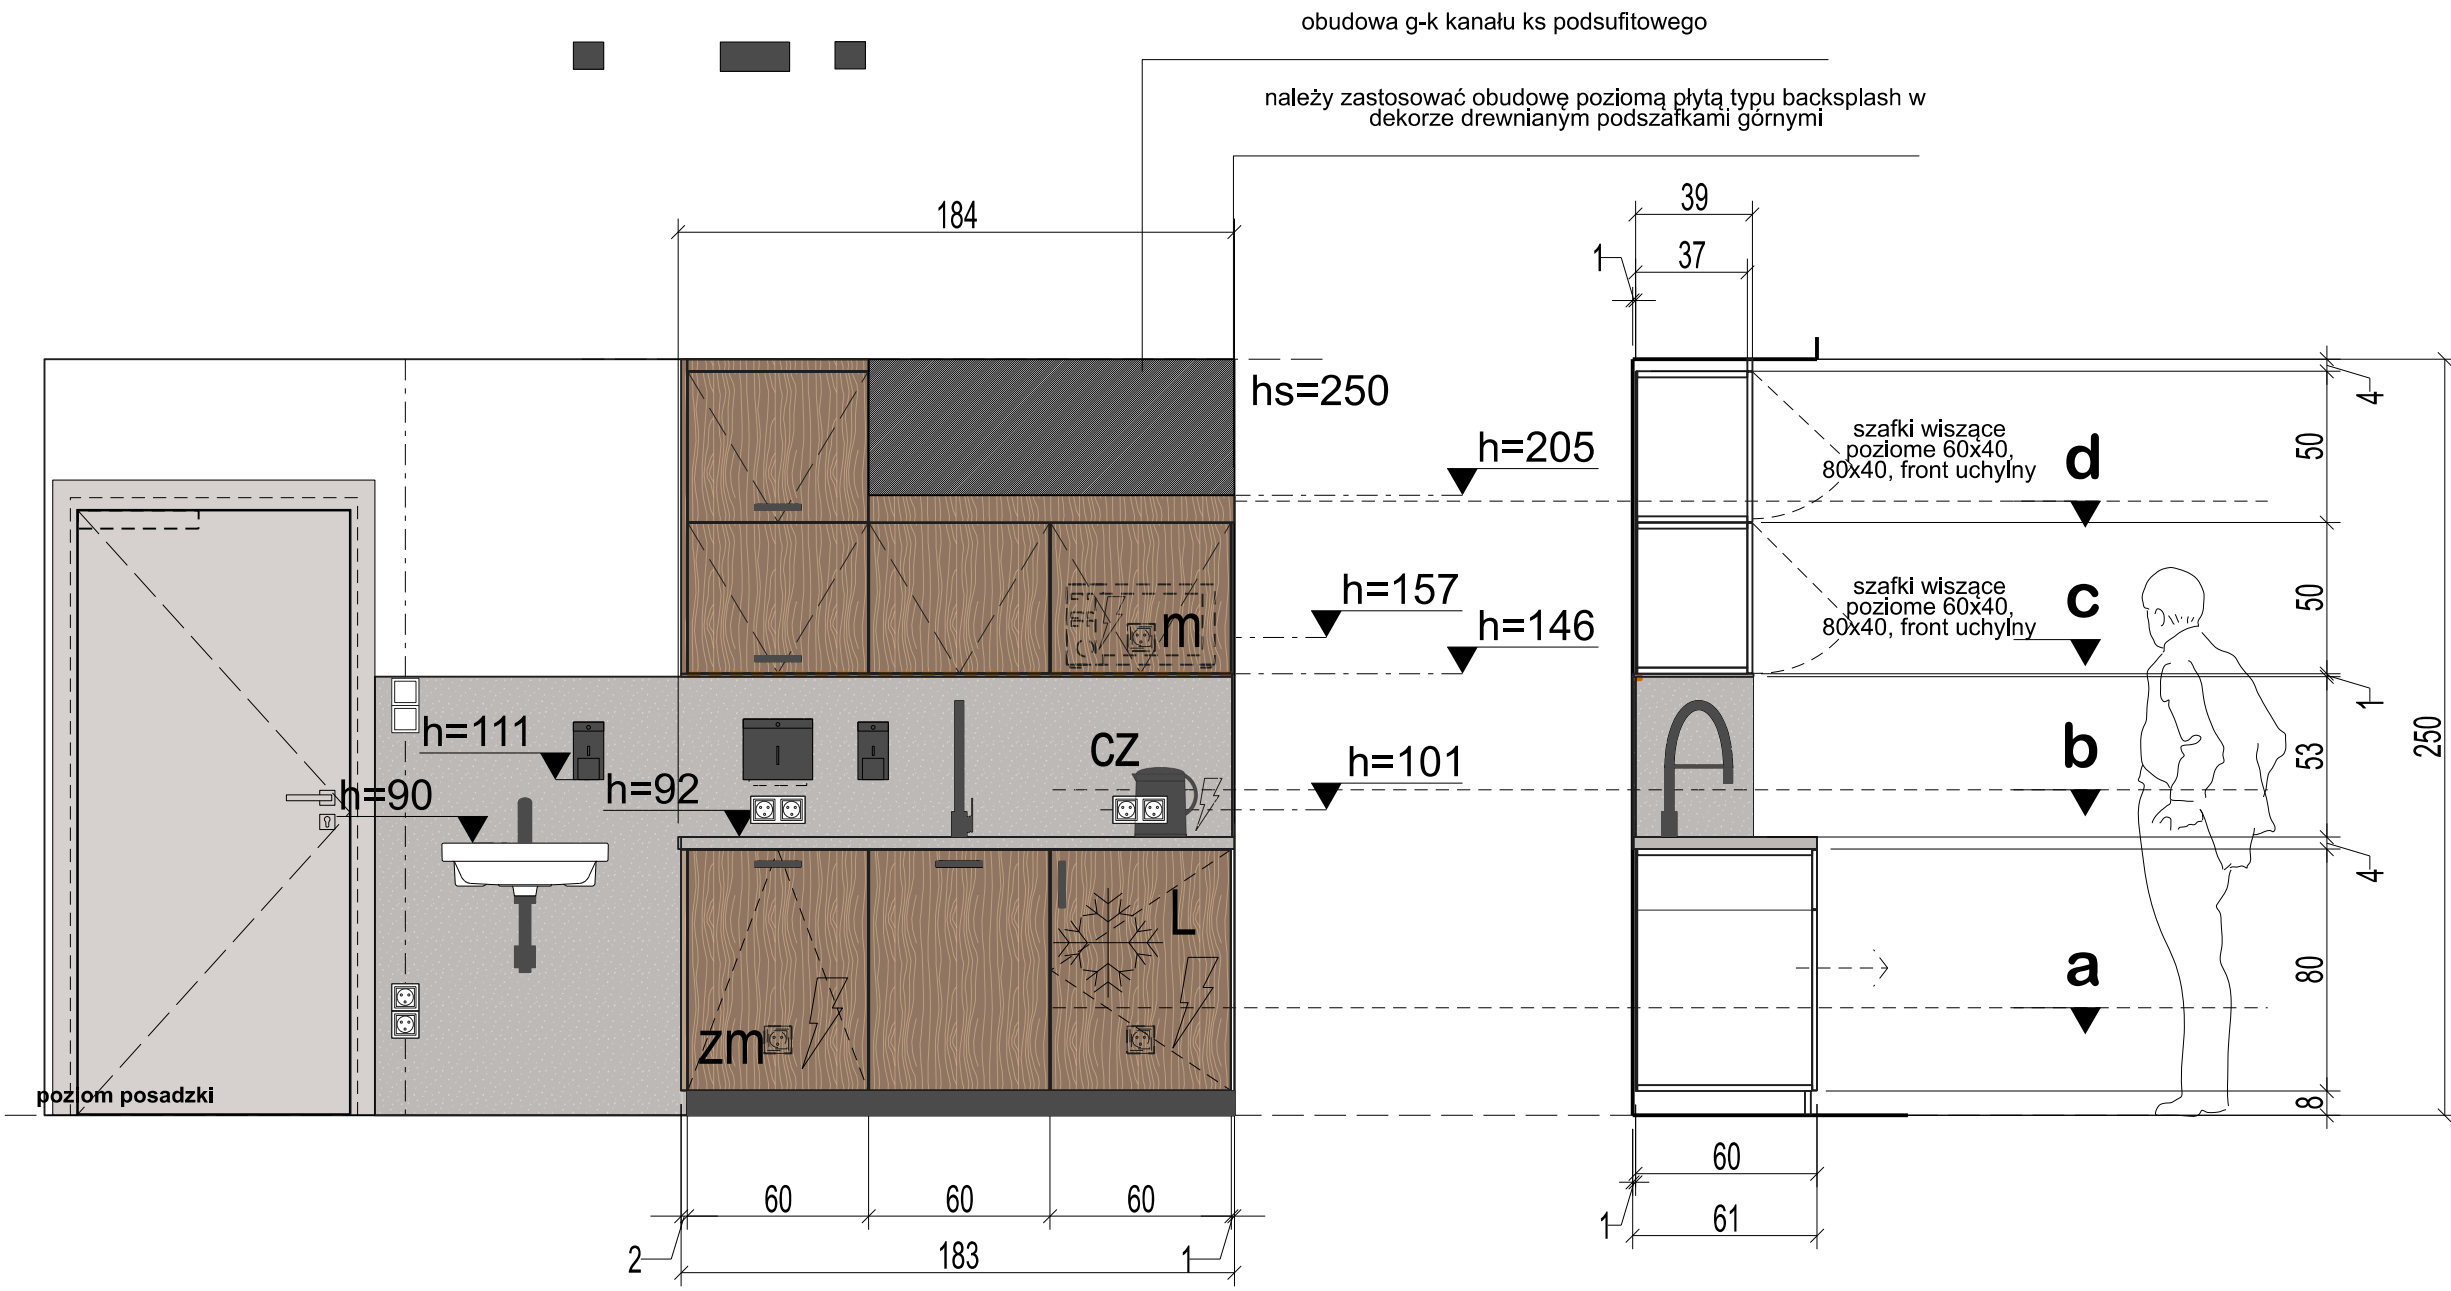 obudowa g-k kanału ks podsufitowego
należy zastosować obudowę poziomą płytą typu backsplash w
dekorze drewnianym podszafkami górnymi
184
39
37
1
hs=250
h=205
h=157
h=146
h=111
h=101
h=92
h=90
szafki wiszące
poziome 60x40,
80x40, front uchylny
d
szafki wiszące
poziome 60x40,
80x40, front uchylny
c
b
a
m
cz
L
zm
4
50
50
1
53
250
4
80
8
poziom posadzki
60
60
60
2
183
1
60
1
61